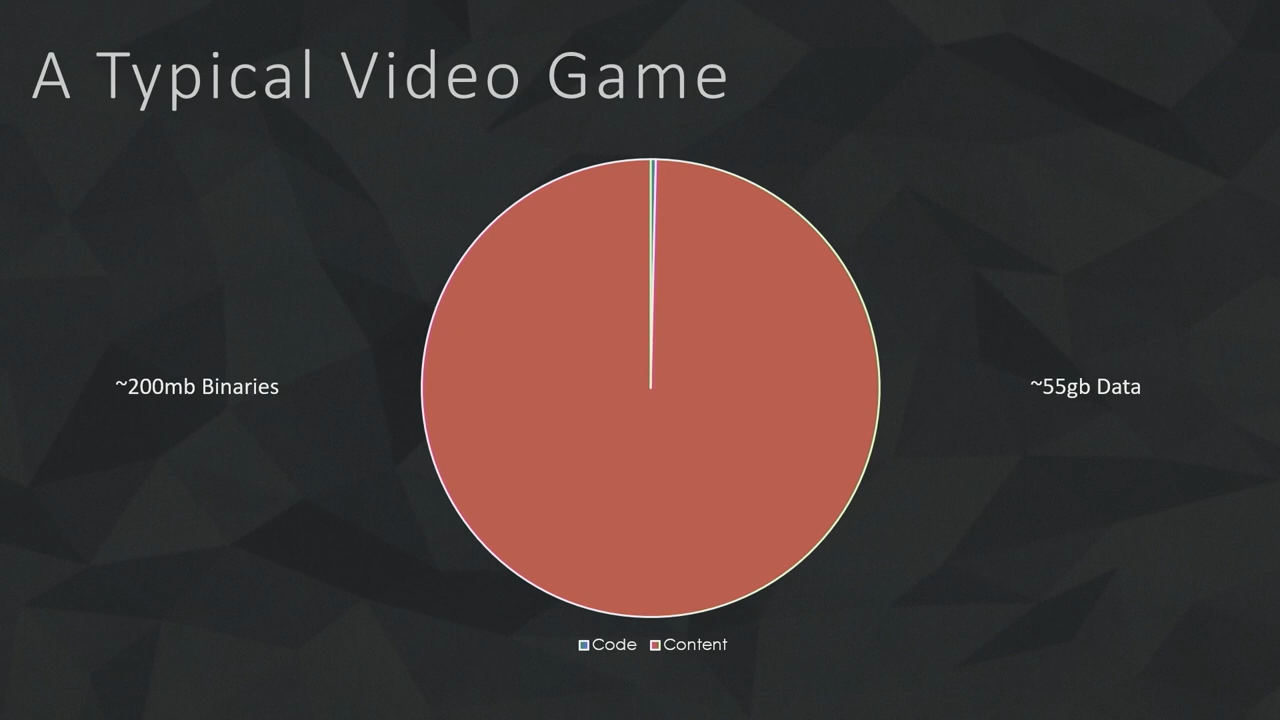 A Typical Video Game
~200mb Binaries
~55gb Data
Code
Content